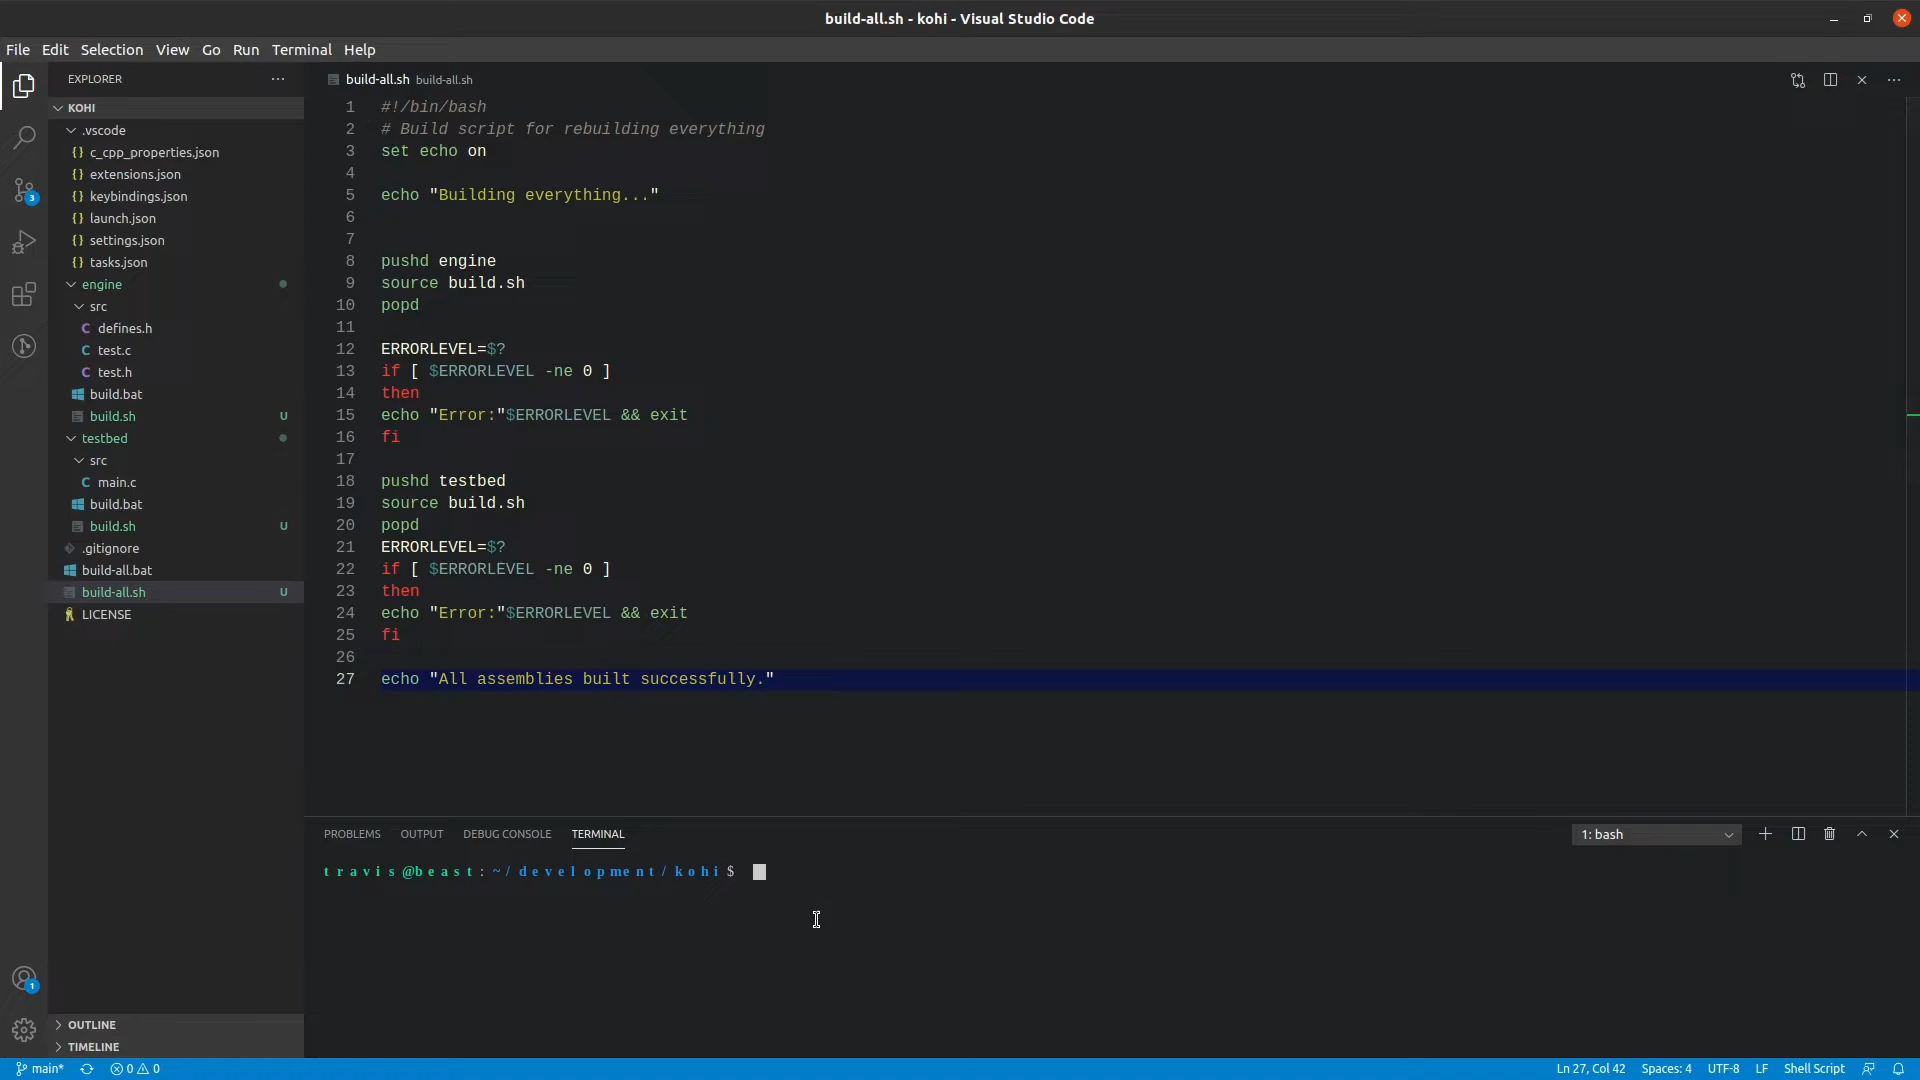 build-all.sh - kohi - Visual Studio Code
File Edit Selection View Go Run Terminal Help
EXPLORER
KOHI
.vscode
c_cpp_properties.json
extensions.json
keybindings.json
launch.json
settings.json
tasks.json
engine
src
C defines.h
C test.c
C test.h
build.bat
build.sh U
testbed
src
C main.c
build.bat
build.sh U
.gitignore
build-all.bat
build-all.sh U
LICENSE
OUTLINE
TIMELINE
3
1
build-all.sh build-all.sh
1 #!/bin/bash
2 # Build script for rebuilding everything
3 set echo on
4
5 echo "Building everything..."
6
7
8 pushd engine
9 source build.sh
10 popd
11
12 ERRORLEVEL=$?
13 if [ $ERRORLEVEL -ne 0 ]
14 then
15 echo "Error:"$ERRORLEVEL && exit
16 fi
17
18 pushd testbed
19 source build.sh
20 popd
21 ERRORLEVEL=$?
22 if [ $ERRORLEVEL -ne 0 ]
23 then
24 echo "Error:"$ERRORLEVEL && exit
25 fi
26
27 echo "All assemblies built successfully."
PROBLEMS OUTPUT DEBUG CONSOLE TERMINAL 1: bash
travis@beast:~/development/kohi$
main* 0 0 Ln 27, Col 42 Spaces: 4 UTF-8 LF Shell Script